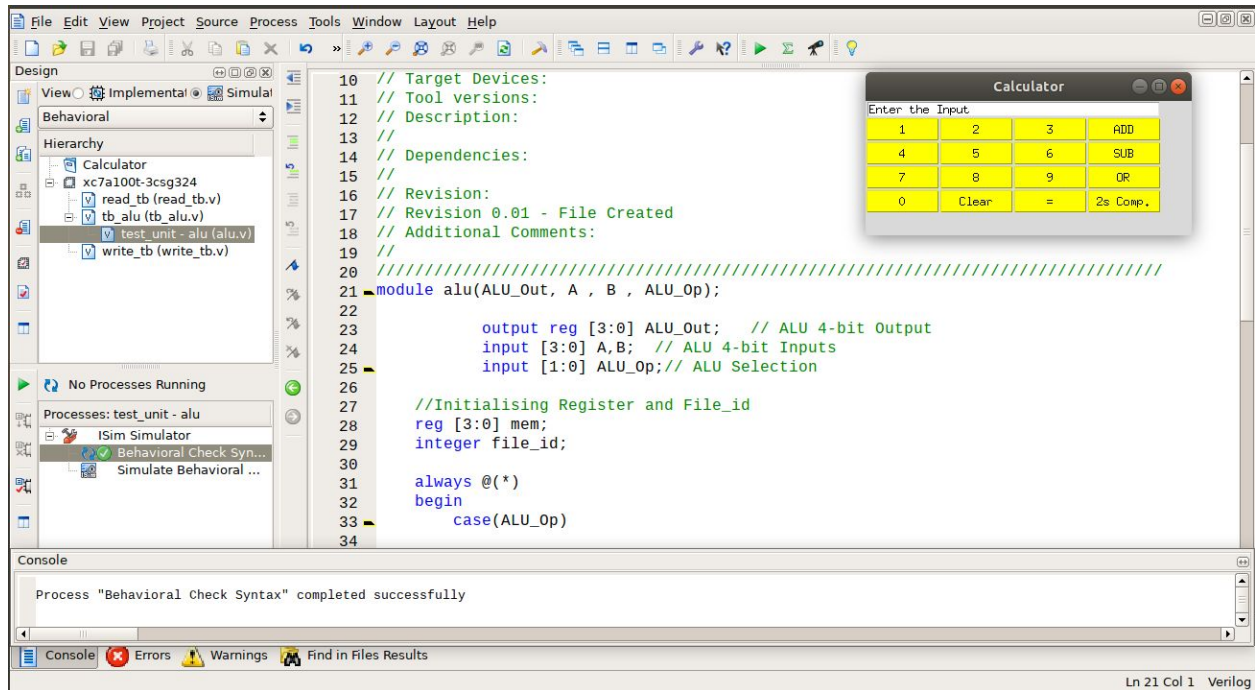 File Edit View Project Source Process Tools Window Layout Help
Design
View Implementat Simulat
Behavioral
Hierarchy
Calculator
xc7a100t-3csg324
read_tb (read_tb.v)
tb_alu (tb_alu.v)
test_unit - alu (alu.v)
write_tb (write_tb.v)
No Processes Running
Processes: test_unit - alu
ISim Simulator
Behavioral Check Syn...
Simulate Behavioral ...
10 // Target Devices:
11 // Tool versions:
12 // Description:
13 //
14 // Dependencies:
15 //
16 // Revision:
17 // Revision 0.01 - File Created
18 // Additional Comments:
19 //
20 //////////////////////////////////////////////////////////////////////////////////
21 module alu(ALU_Out, A , B , ALU_Op);
22
23 output reg [3:0] ALU_Out; // ALU 4-bit Output
24 input [3:0] A,B; // ALU 4-bit Inputs
25 input [1:0] ALU_Op;// ALU Selection
26
27 //Initialising Register and File_id
28 reg [3:0] mem;
29 integer file_id;
30
31 always @(*)
32 begin
33 case(ALU_Op)
34
Calculator
Enter the Input
1 2 3 ADD
4 5 6 SUB
7 8 9 OR
0 Clear = 2s Comp.
Console
Process "Behavioral Check Syntax" completed successfully
Console Errors Warnings Find in Files Results
Ln 21 Col 1 Verilog